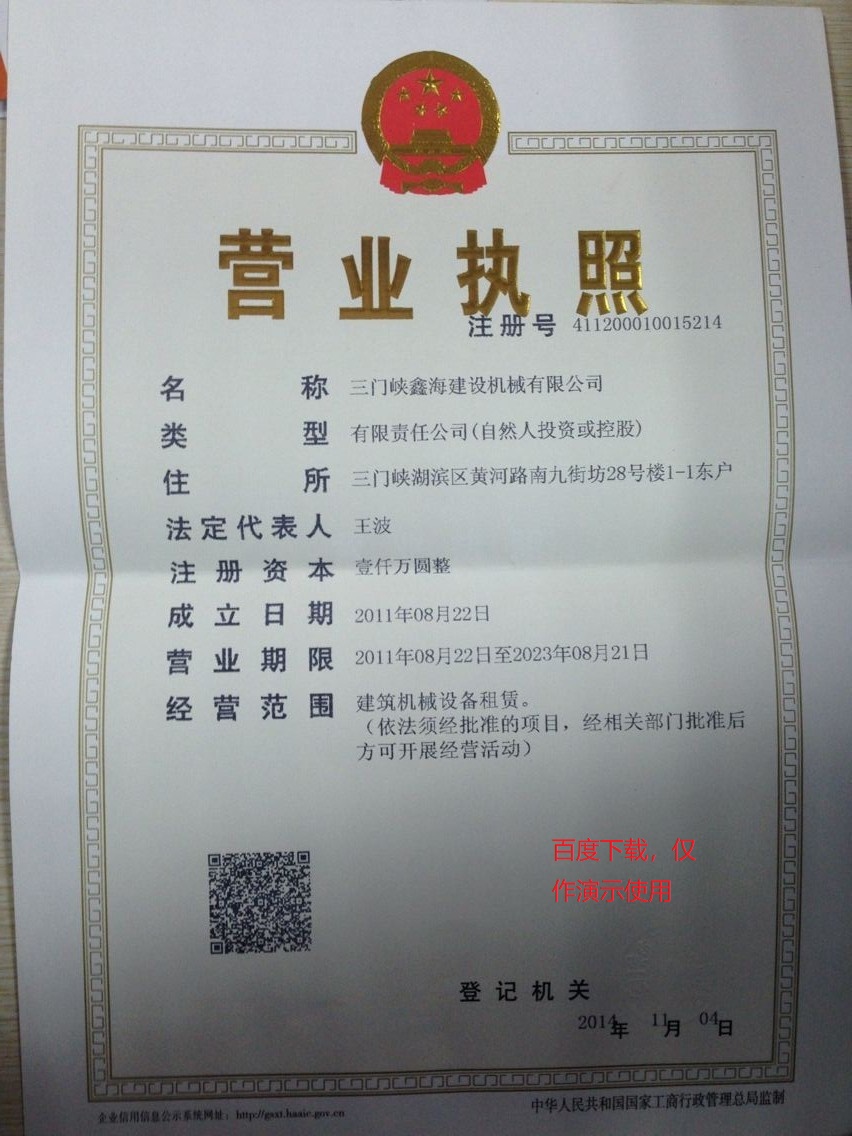 营业执照
注册号 411200010015214
名称 三门峡鑫海建设机械有限公司
类型 有限责任公司(自然人投资或控股)
住所 三门峡湖滨区黄河路南九街坊28号楼1-1东户
法定代表人 王波
注册资本 壹仟万圆整
成立日期 2011年08月22日
营业期限 2011年08月22日至2023年08月21日
经营范围 建筑机械设备租赁。
（依法须经批准的项目，经相关部门批准后
方可开展经营活动）
百度下载，仅
作演示使用
登记机关
2014年 11月 04日
企业信用信息公示系统网址：http://gsxt.haaic.gov.cn
中华人民共和国国家工商行政管理总局监制